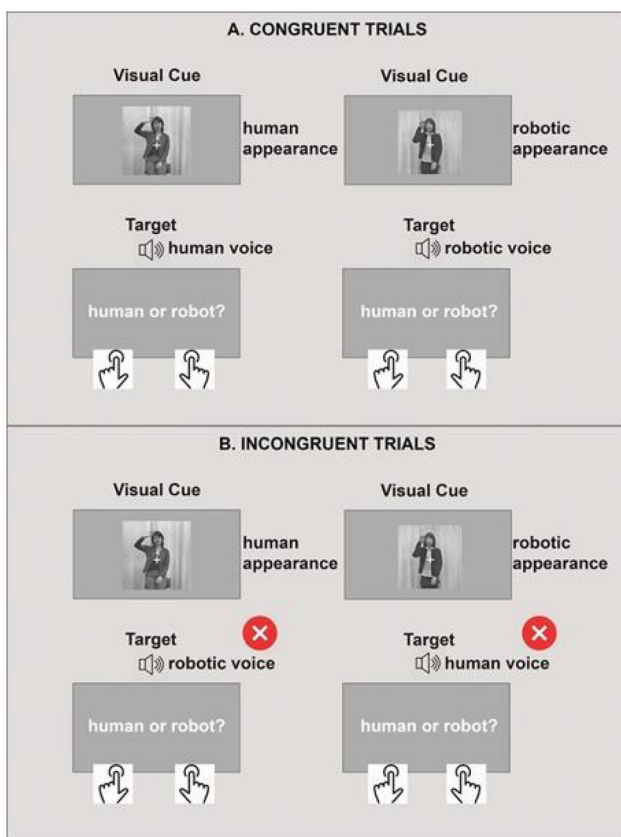 A. CONGRUENT TRIALS
Visual Cue
human
appearance
Visual Cue
robotic
appearance
Target
human voice
human or robot?
Target
robotic voice
human or robot?
B. INCONGRUENT TRIALS
Visual Cue
human
appearance
Visual Cue
robotic
appearance
Target
robotic voice
human or robot?
Target
human voice
human or robot?